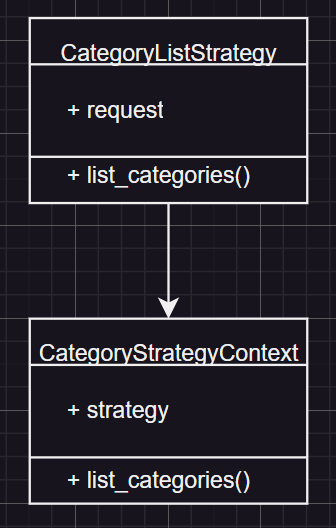 CategoryListStrategy
+ request
+ list_categories()
CategoryStrategyContext
+ strategy
+ list_categories()